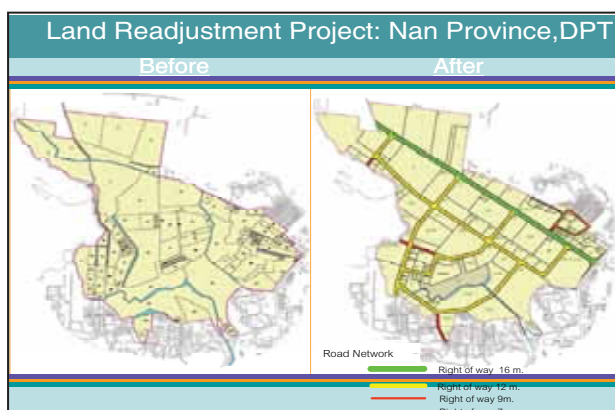 Land Readjustment Project: Nan Province,DPT
Before
After
Road Network
Right of way 16 m.
Right of way 12 m.
Right of way 9m.